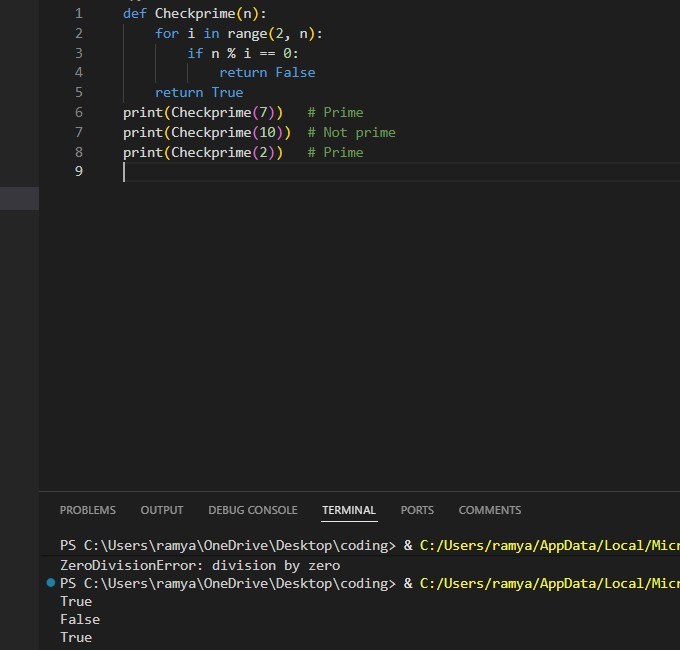 1 def Checkprime(n):
2     for i in range(2, n):
3         if n % i == 0:
4             return False
5     return True
6 print(Checkprime(7))   # Prime
7 print(Checkprime(10))  # Not prime
8 print(Checkprime(2))   # Prime
9
PROBLEMS OUTPUT DEBUG CONSOLE TERMINAL PORTS COMMENTS
PS C:\Users\ramya\OneDrive\Desktop\coding> & C:/Users/ramya/AppData/Local/Micr
ZeroDivisionError: division by zero
PS C:\Users\ramya\OneDrive\Desktop\coding> & C:/Users/ramya/AppData/Local/Micr
True
False
True